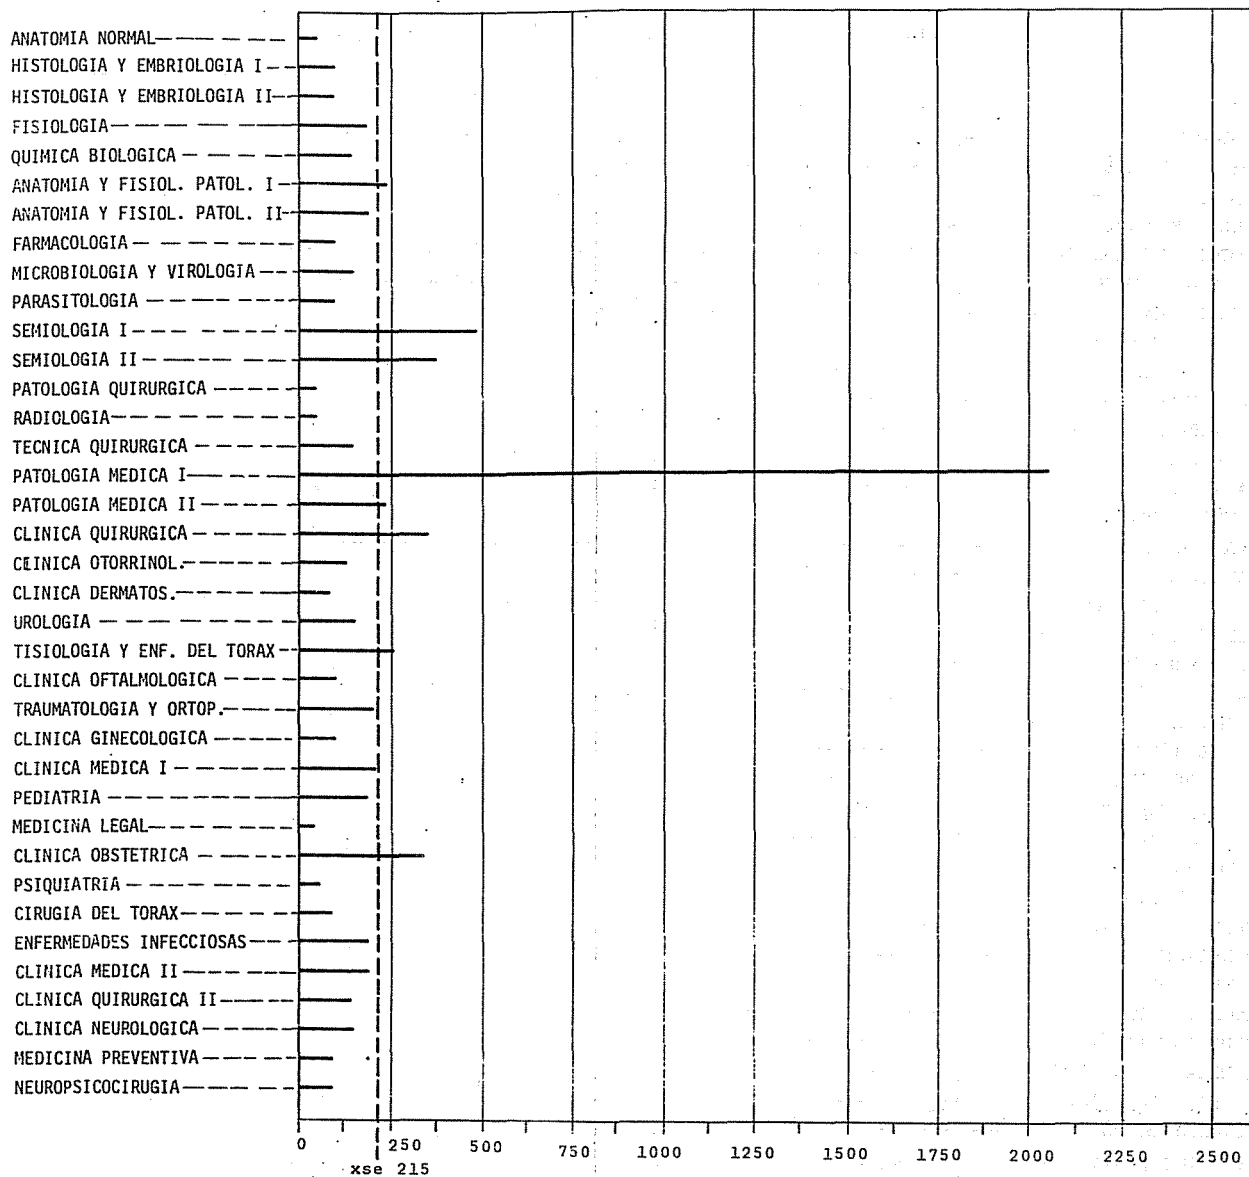 ANATOMIA NORMAL
HISTOLOGIA Y EMBRIOLOGIA I
HISTOLOGIA Y EMBRIOLOGIA II
FISIOLOGIA
QUIMICA BIOLOGICA
ANATOMIA Y FISIOL. PATOL. I
ANATOMIA Y FISIOL. PATOL. II
FARMACOLOGIA
MICROBIOLOGIA Y VIROLOGIA
PARASITOLOGIA
SEMIOLOGIA I
SEMIOLOGIA II
PATOLOGIA QUIRURGICA
RADIOLOGIA
TECNICA QUIRURGICA
PATOLOGIA MEDICA I
PATOLOGIA MEDICA II
CLINICA QUIRURGICA
CLINICA OTORRINOL.
CLINICA DERMATOS.
UROLOGIA
TISIOLOGIA Y ENF. DEL TORAX
CLINICA OFTALMOLOGICA
TRAUMATOLOGIA Y ORTOP.
CLINICA GINECOLOGICA
CLINICA MEDICA I
PEDIATRIA
MEDICINA LEGAL
CLINICA OBSTETRICA
PSIQUIATRIA
CIRUGIA DEL TORAX
ENFERMEDADES INFECCIOSAS
CLINICA MEDICA II
CLINICA QUIRURGICA II
CLINICA NEUROLOGICA
MEDICINA PREVENTIVA
NEUROPSICOCIRUGIA
0 250 500 750 1000 1250 1500 1750 2000 2250 2500
xse 215